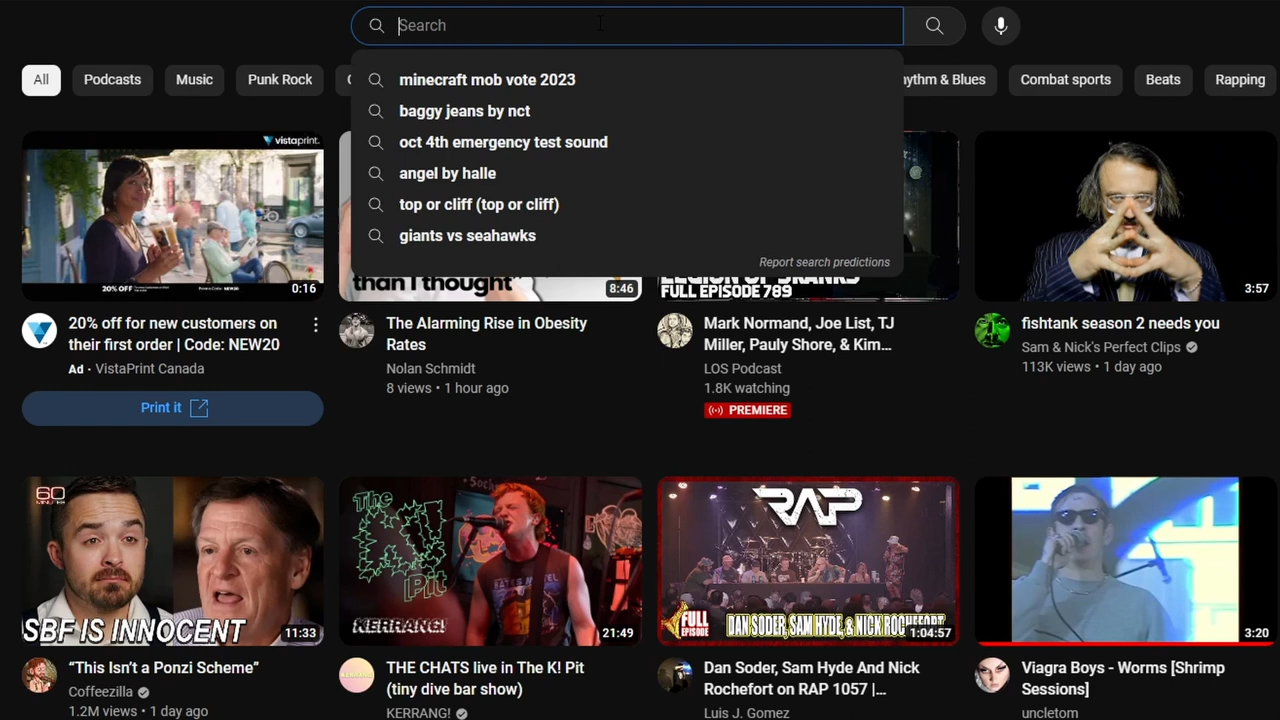 Search
minecraft mob vote 2023
baggy jeans by nct
oct 4th emergency test sound
angel by halle
top or cliff (top or cliff)
giants vs seahawks
Report search predictions
All
Podcasts
Music
Punk Rock
hythm & Blues
Combat sports
Beats
Rapping
vistaprint.
20% OFF
0:16
than I thought
8:46
LEGION OF SKANKS
FULL EPISODE 789
3:57
20% off for new customers on
their first order | Code: NEW20
Ad · VistaPrint Canada
Print it
The Alarming Rise in Obesity
Rates
Nolan Schmidt
8 views • 1 hour ago
Mark Normand, Joe List, TJ
Miller, Pauly Shore, & Kim...
LOS Podcast
1.8K watching
PREMIERE
fishtank season 2 needs you
Sam & Nick's Perfect Clips
113K views • 1 day ago
60
MINUTES
SBF IS INNOCENT
11:33
The
K!
Pit
KERRANG!
21:49
RAP
FULL
EPISODE
DAN SODER, SAM HYDE, & NICK ROCHEFORT
1:04:57
3:20
“This Isn’t a Ponzi Scheme”
Coffeezilla
1.2M views • 1 day ago
THE CHATS live in The K! Pit
(tiny dive bar show)
KERRANG!
Dan Soder, Sam Hyde And Nick
Rochefort on RAP 1057 |...
Luis J. Gomez
Viagra Boys - Worms [Shrimp
Sessions]
uncletom